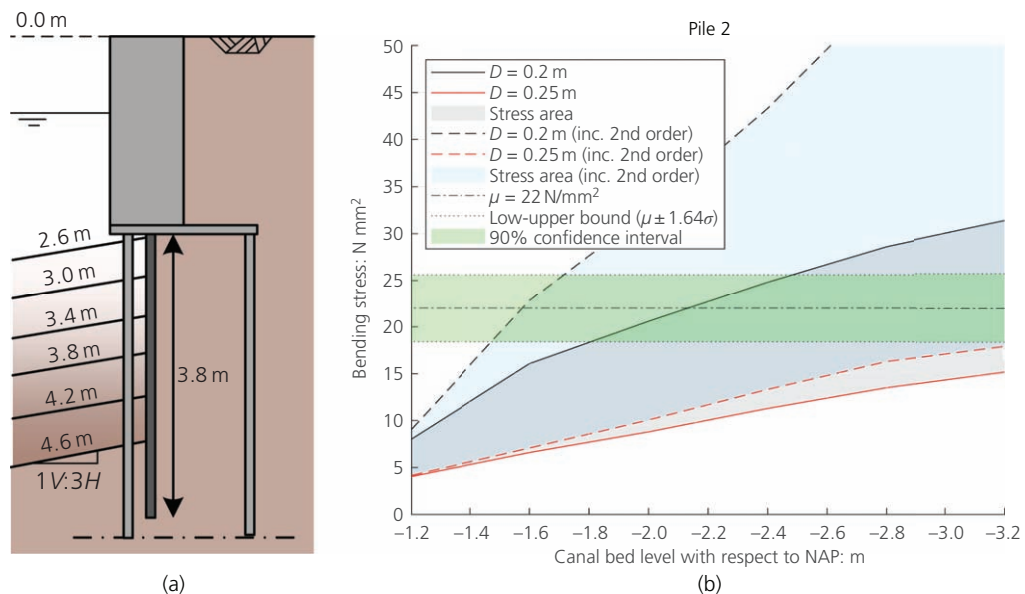 0.0 m
2.6 m
3.0 m
3.4 m
3.8 m
4.2 m
4.6 m
1V:3H
3.8 m
(a)
Pile 2
Bending stress: N mm²
50
45
40
35
30
25
20
15
10
5
0
D = 0.2 m
D = 0.25 m
Stress area
D = 0.2 m (inc. 2nd order)
D = 0.25 m (inc. 2nd order)
Stress area (inc. 2nd order)
μ = 22 N/mm²
Low-upper bound (μ ± 1.64σ)
90% confidence interval
−1.2 −1.4 −1.6 −1.8 −2.0 −2.2 −2.4 −2.6 −2.8 −3.0 −3.2
Canal bed level with respect to NAP: m
(b)